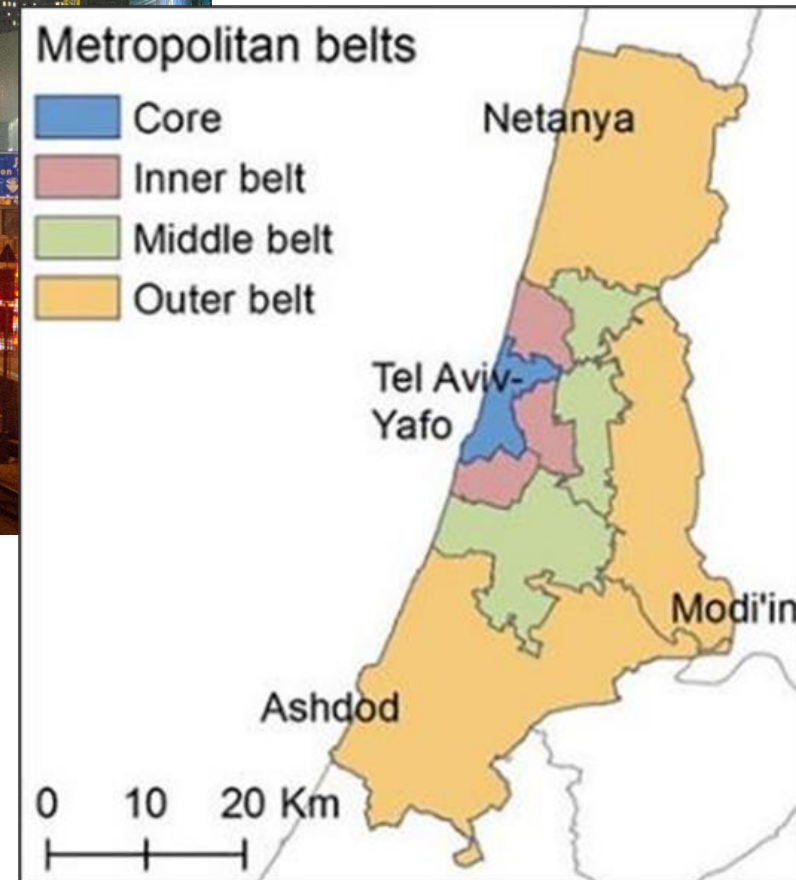 Metropolitan belts
Core
Inner belt
Middle belt
Outer belt
Netanya
Tel Aviv-
Yafo
Modi'in
Ashdod
0 10 20 Km